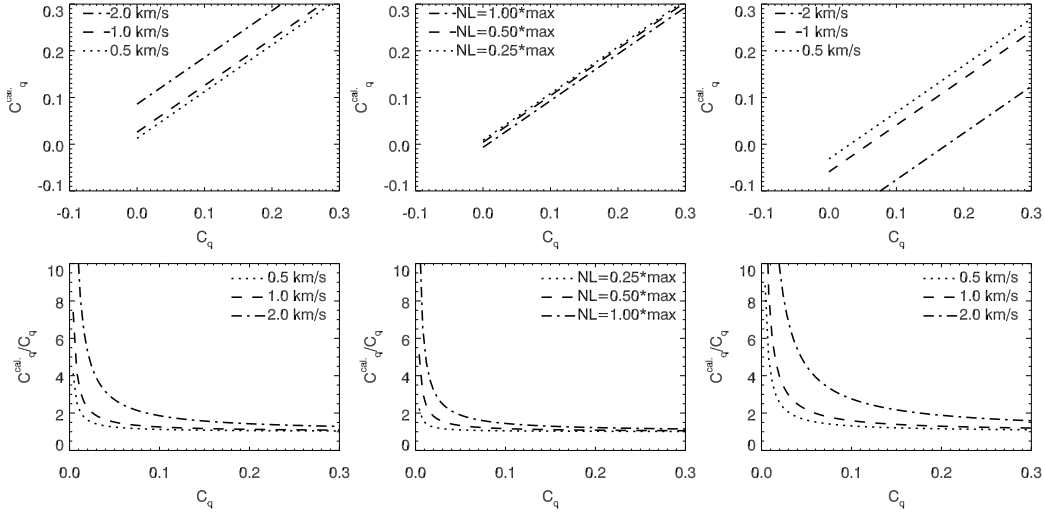 0.3
0.2
0.1
0.0
-0.1
C^cal._q
2.0 km/s
1.0 km/s
0.5 km/s
-0.1 0.0 0.1 0.2 0.3
C_q
0.3
0.2
0.1
0.0
-0.1
C^cal._q
NL=1.00*max
NL=0.50*max
NL=0.25*max
-0.1 0.0 0.1 0.2 0.3
C_q
0.3
0.2
0.1
0.0
-0.1
C^cal._q
2 km/s
1 km/s
0.5 km/s
-0.1 0.0 0.1 0.2 0.3
C_q
10
8
6
4
2
0
C^cal._q/C_q
0.5 km/s
1.0 km/s
2.0 km/s
0.0 0.1 0.2 0.3
C_q
10
8
6
4
2
0
C^cal._q/C_q
NL=0.25*max
NL=0.50*max
NL=1.00*max
0.0 0.1 0.2 0.3
C_q
10
8
6
4
2
0
C^cal._q/C_q
0.5 km/s
1.0 km/s
2.0 km/s
0.0 0.1 0.2 0.3
C_q